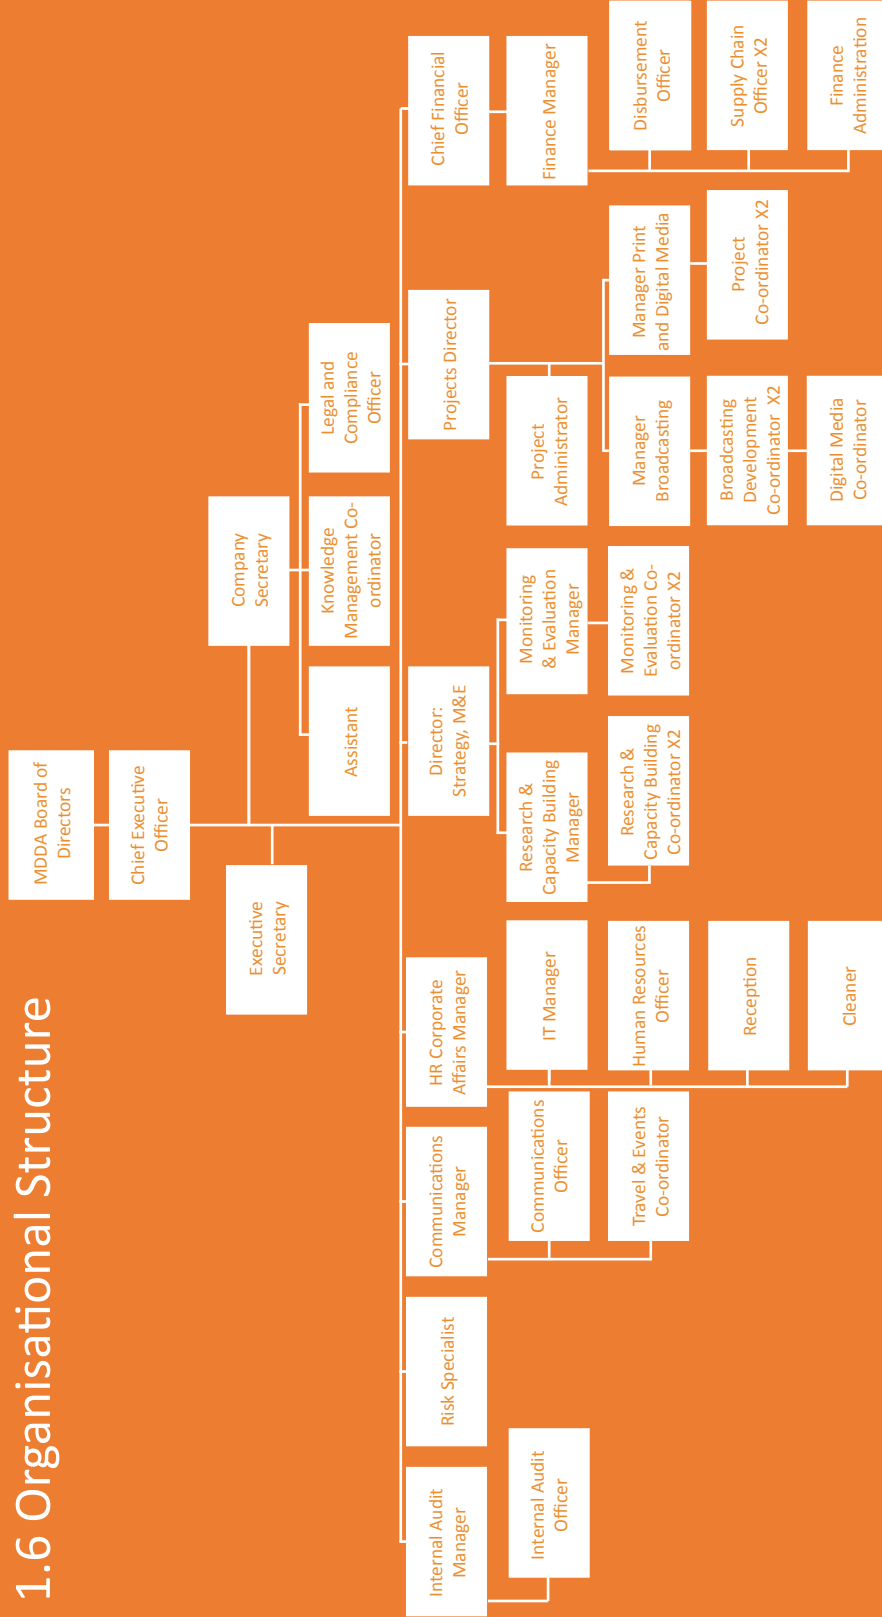 1.6 Organisational Structure
MDDA Board of
Directors
Chief Executive
Officer
Executive
Secretary
Company
Secretary
Assistant
Knowledge
Management Co-
ordinator
Legal and
Compliance
Officer
Internal Audit
Manager
Internal Audit
Officer
Risk Specialist
Communications
Manager
Communications
Officer
Travel & Events
Co-ordinator
HR Corporate
Affairs Manager
IT Manager
Human Resources
Officer
Reception
Cleaner
Director:
Strategy, M&E
Research &
Capacity Building
Manager
Research &
Capacity Building
Co-ordinator X2
Monitoring
& Evaluation
Manager
Monitoring &
Evaluation Co-
ordinator X2
Projects Director
Project
Administrator
Manager
Broadcasting
Broadcasting
Development
Co-ordinator X2
Digital Media
Co-ordinator
Manager Print
and Digital Media
Project
Co-ordinator X2
Chief Financial
Officer
Finance Manager
Disbursement
Officer
Supply Chain
Officer X2
Finance
Administration